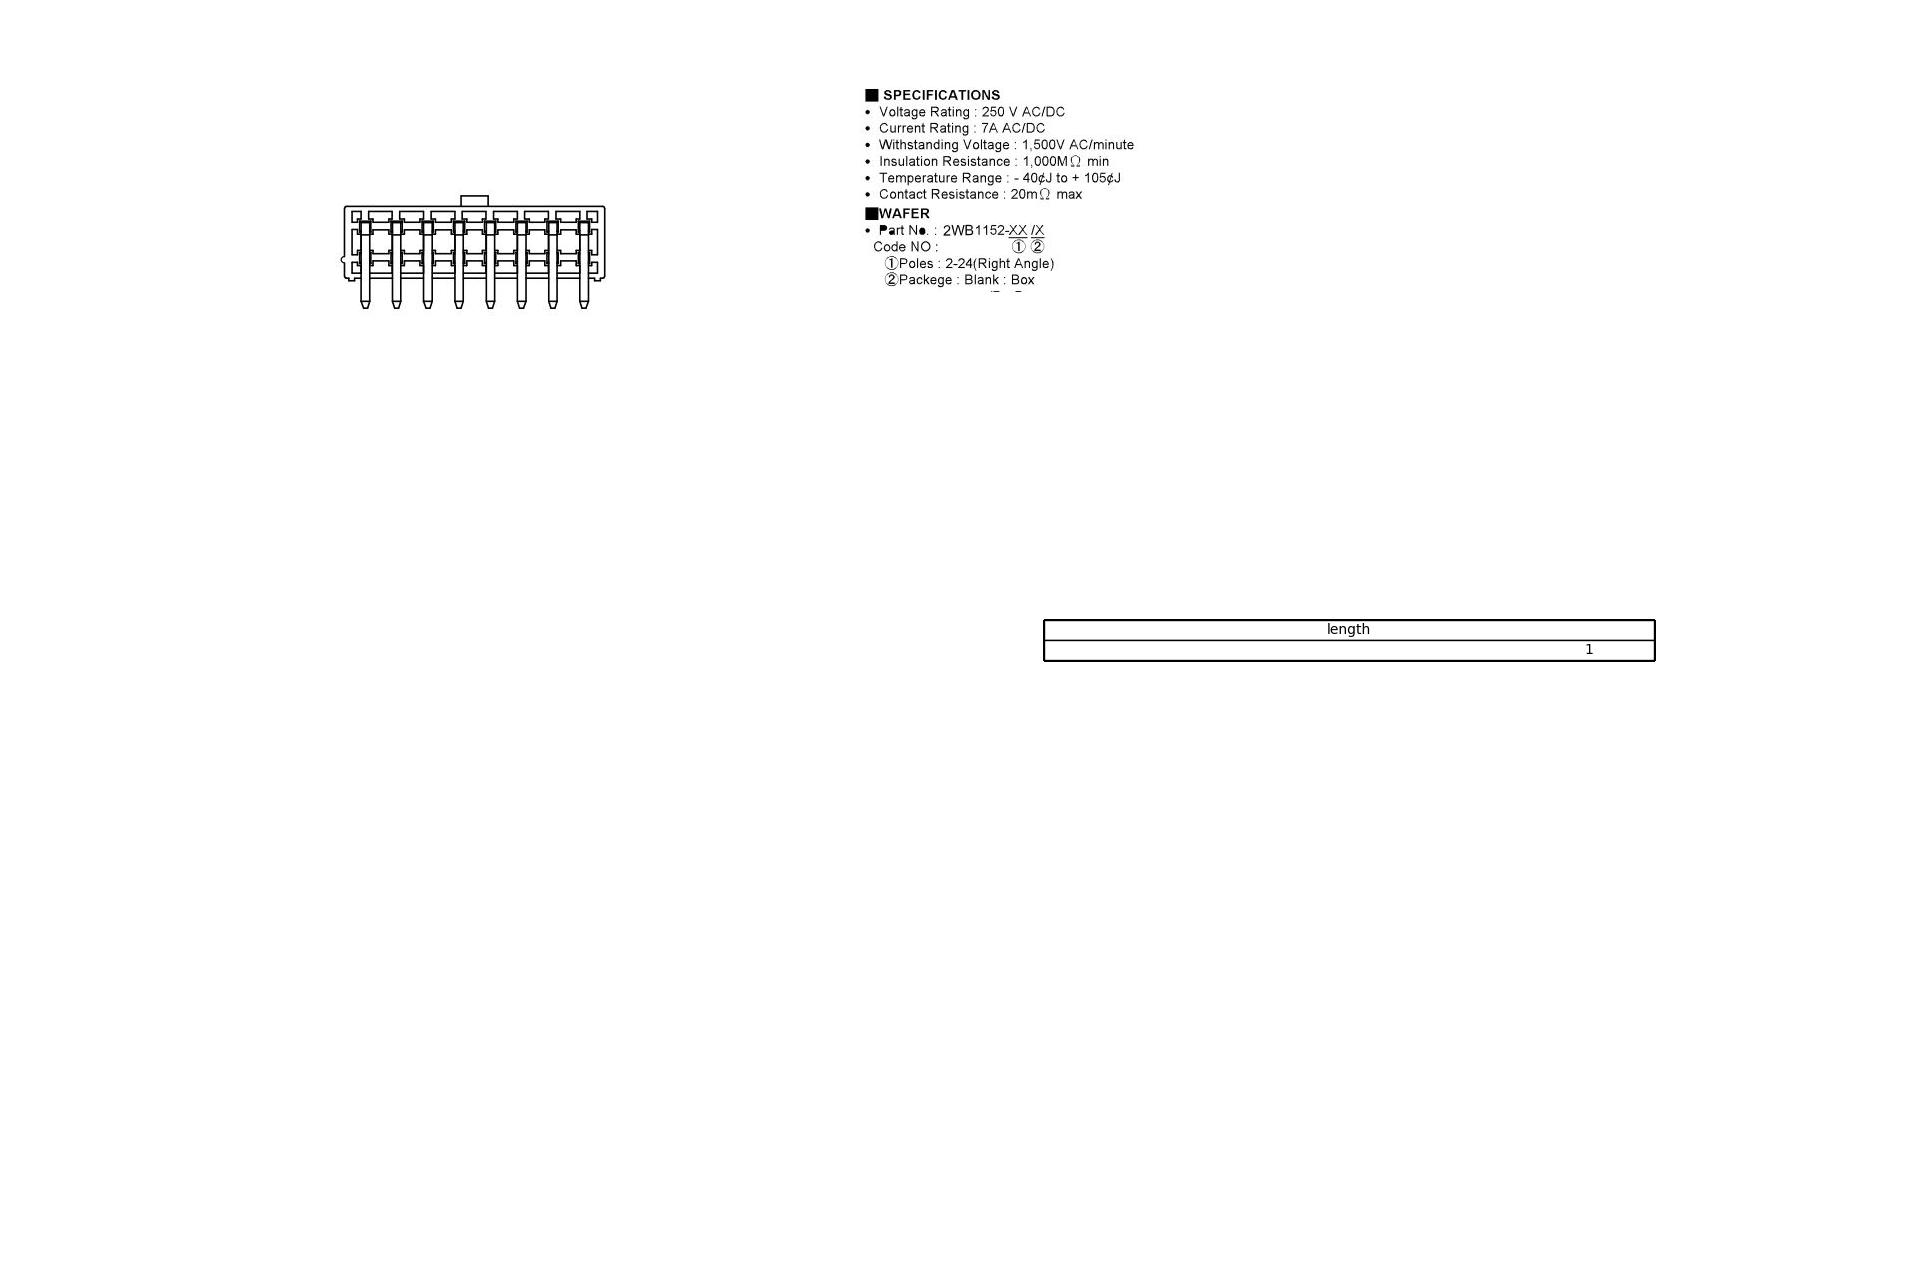 ■ SPECIFICATIONS
• Voltage Rating : 250 V AC/DC
• Current Rating : 7A AC/DC
• Withstanding Voltage : 1,500V AC/minute
• Insulation Resistance : 1,000MΩ min
• Temperature Range : - 40¢J to + 105¢J
• Contact Resistance : 20mΩ max
■WAFER
• Part No. : 2WB1152-XX /X
Code NO : ① ②
①Poles : 2-24(Right Angle)
②Packege : Blank : Box
length
1